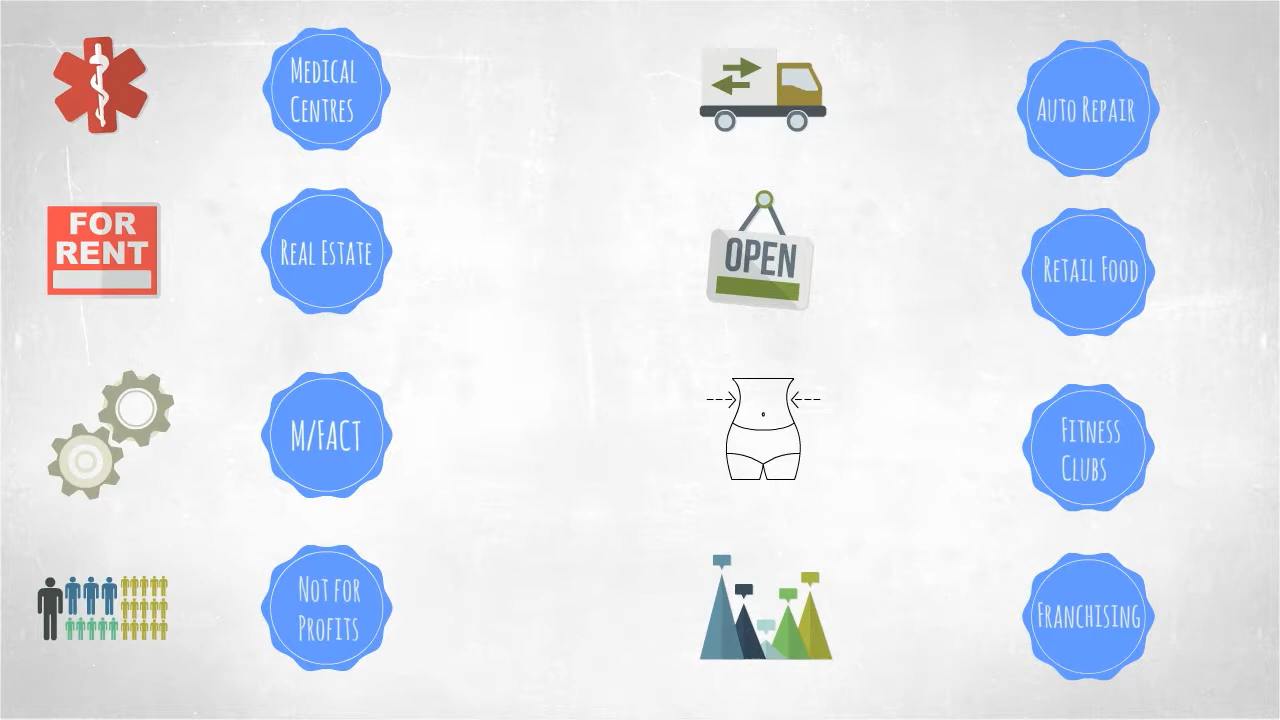 MEDICAL
CENTRES
AUTO REPAIR
FOR
RENT
REAL ESTATE
OPEN
RETAIL FOOD
M/FACT
FITNESS
CLUBS
NOT FOR
PROFITS
FRANCHISING